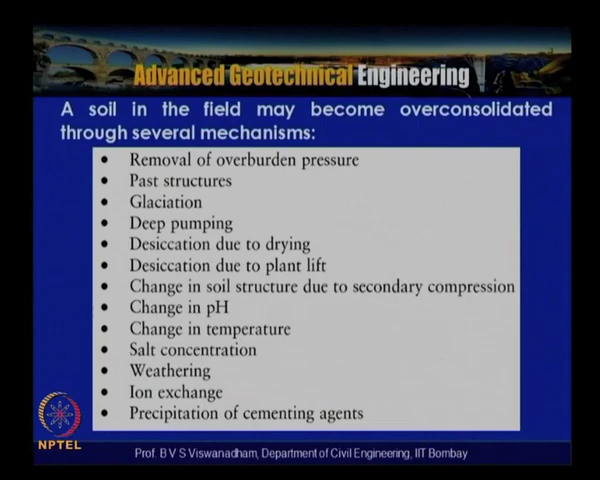 Advanced Geotechnical Engineering
A soil in the field may become overconsolidated
through several mechanisms:
• Removal of overburden pressure
• Past structures
• Glaciation
• Deep pumping
• Desiccation due to drying
• Desiccation due to plant lift
• Change in soil structure due to secondary compression
• Change in pH
• Change in temperature
• Salt concentration
• Weathering
• Ion exchange
• Precipitation of cementing agents
NPTEL
Prof. B V S Viswanadham, Department of Civil Engineering, IIT Bombay